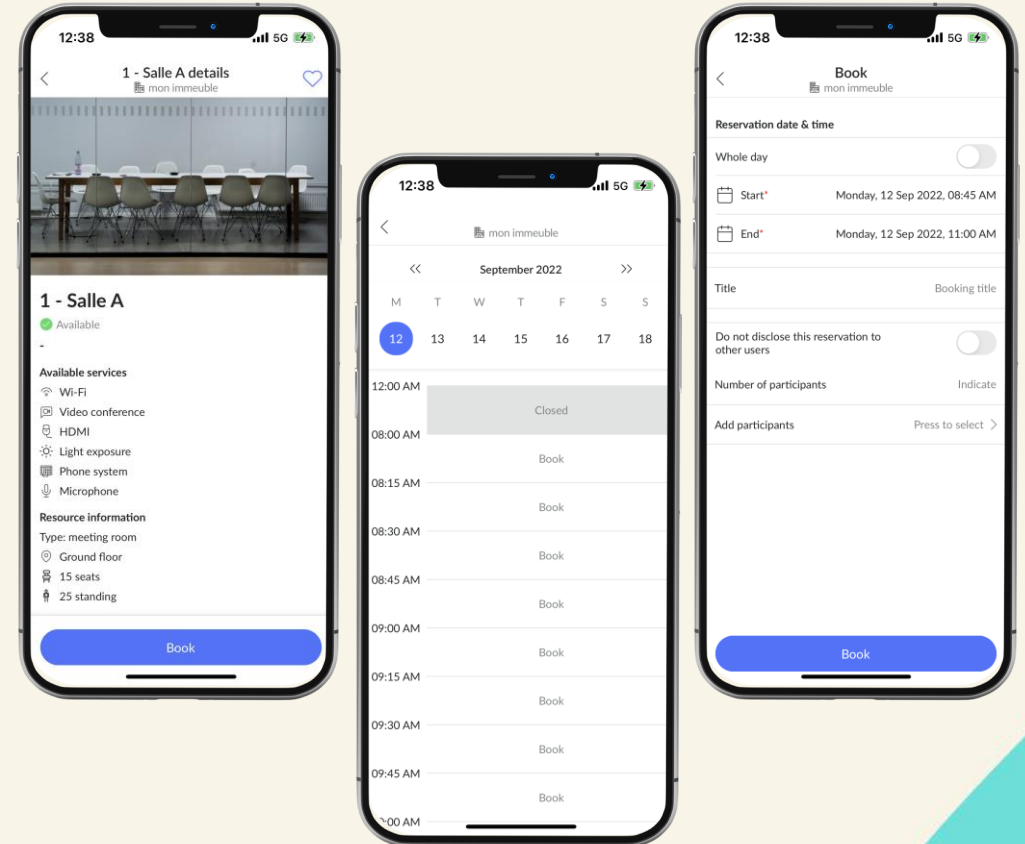 12:38
5G
1 - Salle A details
mon immeuble
1 - Salle A
Available
-
Available services
Wi-Fi
Video conference
HDMI
Light exposure
Phone system
Microphone
Resource information
Type: meeting room
Ground floor
15 seats
25 standing
Book
12:38
5G
mon immeuble
<< September 2022 >>
M T W T F S S
12 13 14 15 16 17 18
12:00 AM
Closed
08:00 AM
Book
08:15 AM
Book
08:30 AM
Book
08:45 AM
Book
09:00 AM
Book
09:15 AM
Book
09:30 AM
Book
09:45 AM
Book
:00 AM
12:38
5G
Book
mon immeuble
Reservation date & time
Whole day
Start* Monday, 12 Sep 2022, 08:45 AM
End* Monday, 12 Sep 2022, 11:00 AM
Title Booking title
Do not disclose this reservation to
other users
Number of participants Indicate
Add participants Press to select >
Book